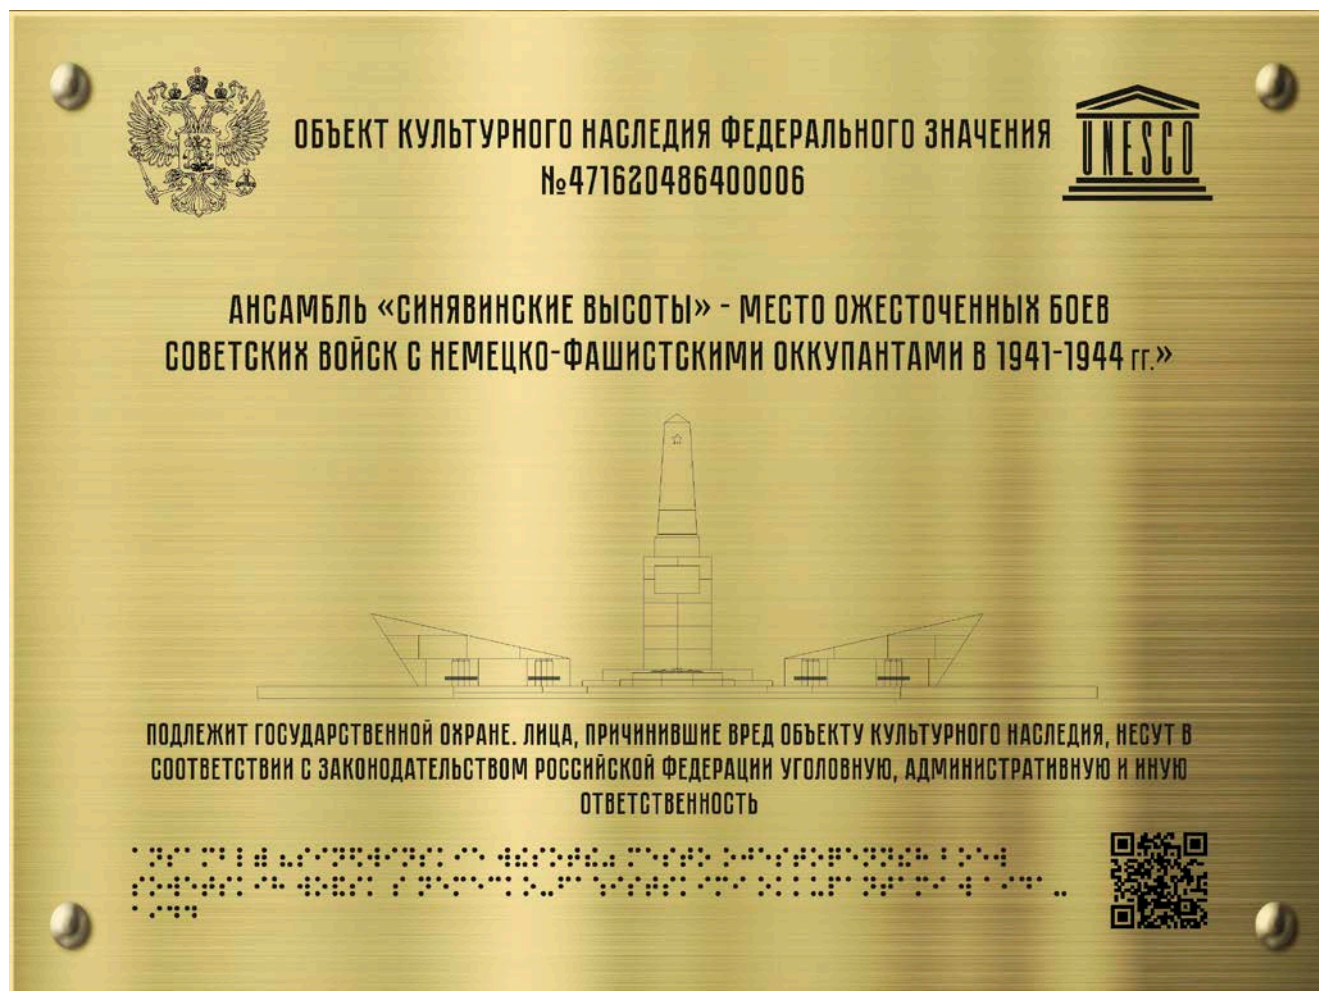 ОБЪЕКТ КУЛЬТУРНОГО НАСЛЕДИЯ ФЕДЕРАЛЬНОГО ЗНАЧЕНИЯ
№471620486400006
UNESCO
АНСАМБЛЬ «СИНЯВИНСКИЕ ВЫСОТЫ» - МЕСТО ОЖЕСТОЧЕННЫХ БОЕВ
СОВЕТСКИХ ВОЙСК С НЕМЕЦКО-ФАШИСТСКИМИ ОККУПАНТАМИ В 1941-1944 гг.»
ПОДЛЕЖИТ ГОСУДАРСТВЕННОЙ ОХРАНЕ. ЛИЦА, ПРИЧИНИВШИЕ ВРЕД ОБЪЕКТУ КУЛЬТУРНОГО НАСЛЕДИЯ, НЕСУТ В
СООТВЕТСТВИИ С ЗАКОНОДАТЕЛЬСТВОМ РОССИЙСКОЙ ФЕДЕРАЦИИ УГОЛОВНУЮ, АДМИНИСТРАТИВНУЮ И ИНУЮ
ОТВЕТСТВЕННОСТЬ